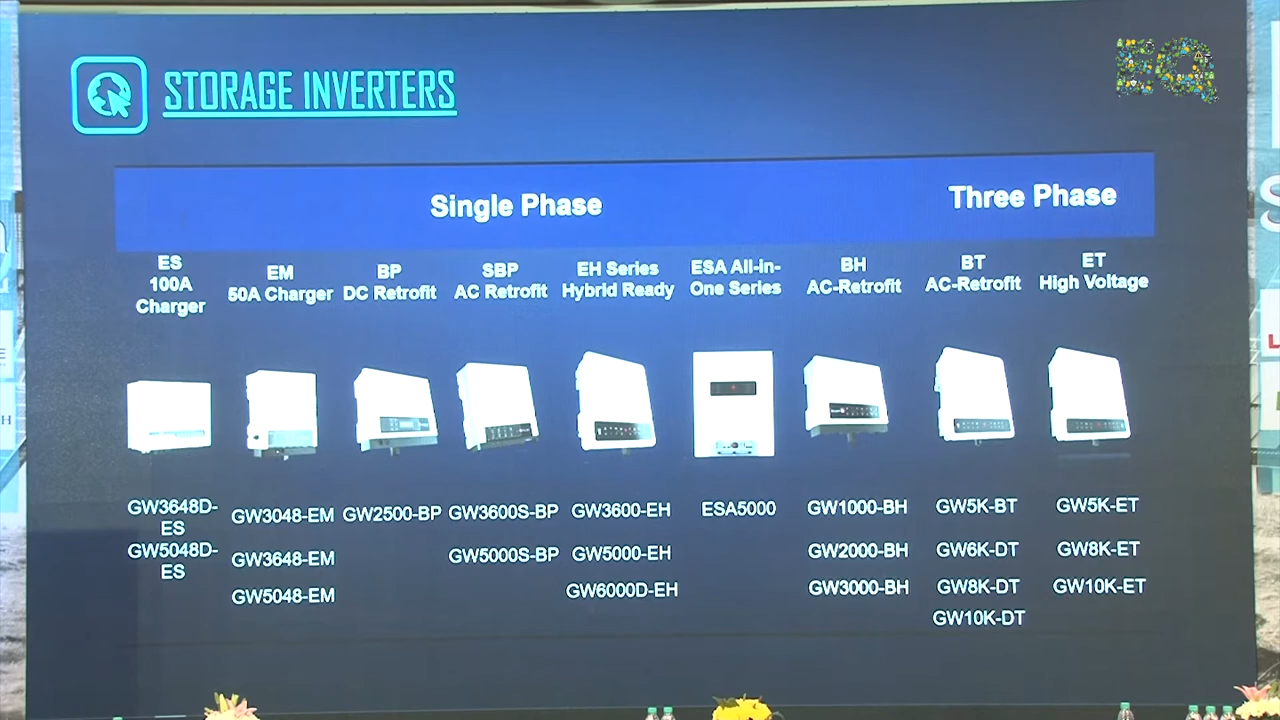 STORAGE INVERTERS
EQ
Single Phase
Three Phase
ES
100A
Charger
EM
50A Charger
BP
DC Retrofit
SBP
AC Retrofit
EH Series
Hybrid Ready
ESA All-in-
One Series
BH
AC-Retrofit
BT
AC-Retrofit
ET
High Voltage
GW3648D-
ES
GW5048D-
ES
GW3048-EM
GW3648-EM
GW5048-EM
GW2500-BP
GW3600S-BP
GW5000S-BP
GW3600-EH
GW5000-EH
GW6000D-EH
ESA5000
GW1000-BH
GW2000-BH
GW3000-BH
GW5K-BT
GW6K-DT
GW8K-DT
GW10K-DT
GW5K-ET
GW8K-ET
GW10K-ET